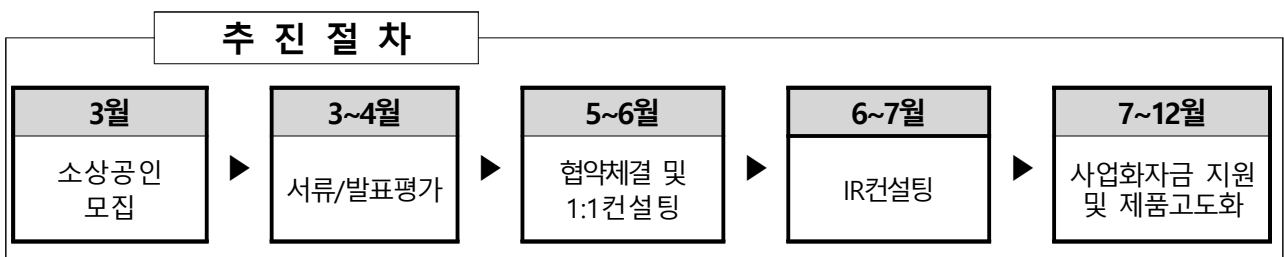 추 진 절 차
3월
소상공인
모집
▶
3~4월
서류/발표평가
▶
5~6월
협약체결 및
1:1컨설팅
▶
6~7월
IR컨설팅
▶
7~12월
사업화자금 지원
및 제품고도화